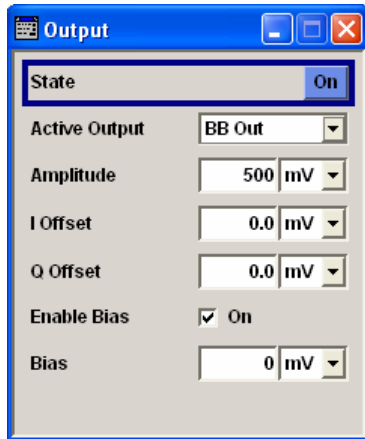 Output
State On
Active Output BB Out
Amplitude 500 mV
I Offset 0.0 mV
Q Offset 0.0 mV
Enable Bias On
Bias 0 mV